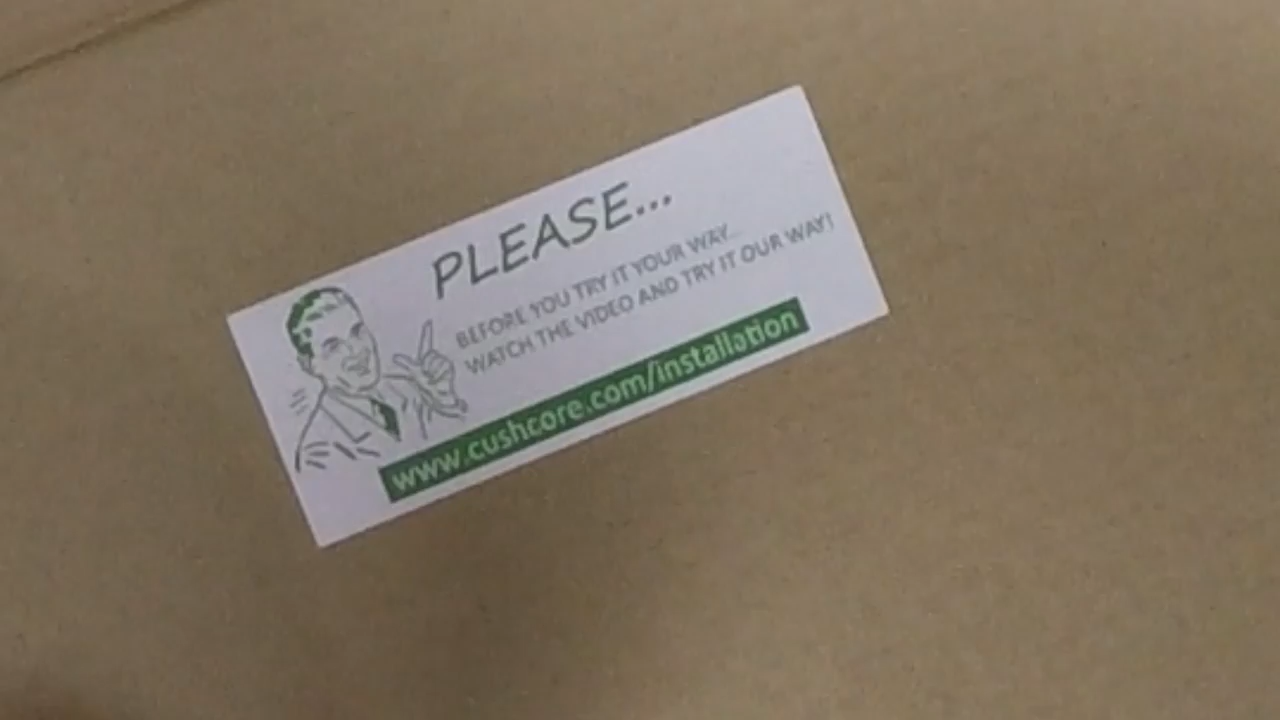 PLEASE...
BEFORE YOU TRY IT YOUR WAY...
WATCH THE VIDEO AND TRY IT OUR WAY!
www.cushcore.com/installation